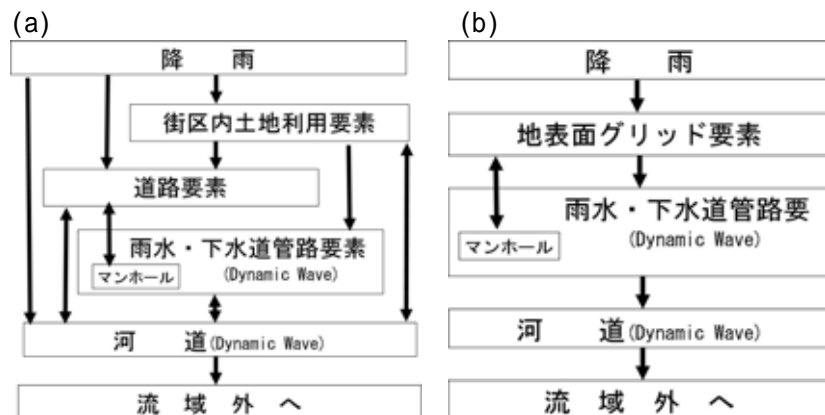 (a)
降 雨
街区内土地利用要素
道路要素
雨水・下水道管路要素
マンホール
(Dynamic Wave)
河 道(Dynamic Wave)
流 域 外 へ
(b)
降 雨
地表面グリッド要素
雨水・下水道管路要
(Dynamic Wave)
マンホール
河 道(Dynamic Wave)
流 域 外 へ